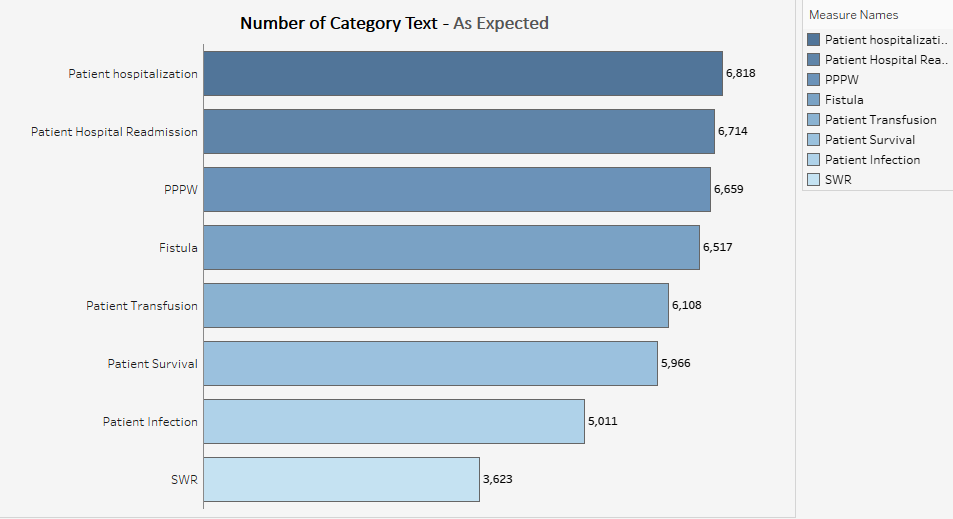 Number of Category Text - As Expected
Patient hospitalization
6,818
Patient Hospital Readmission
6,714
PPPW
6,659
Fistula
6,517
Patient Transfusion
6,108
Patient Survival
5,966
Patient Infection
5,011
SWR
3,623
Measure Names
Patient hospitalizati..
Patient Hospital Rea..
PPPW
Fistula
Patient Transfusion
Patient Survival
Patient Infection
SWR